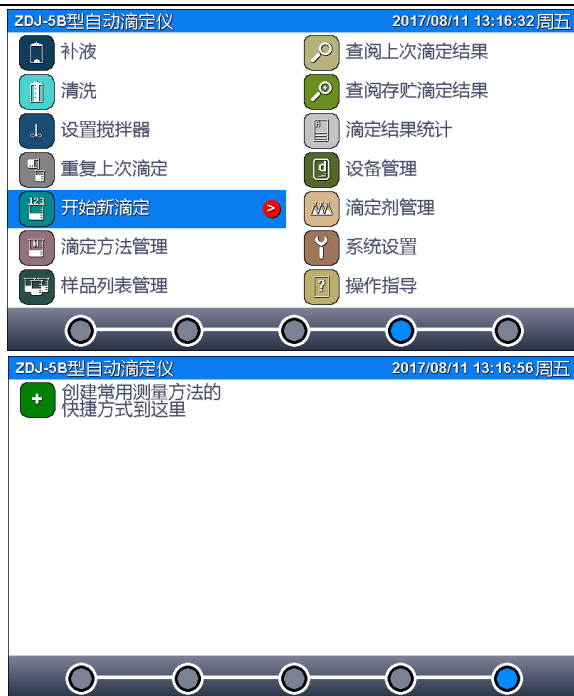 ZDJ-5B型自动滴定仪 2017/08/11 13:16:32周五
补液
清洗
设置搅拌器
重复上次滴定
123
开始新滴定
滴定方法管理
样品列表管理
查阅上次滴定结果
查阅存贮滴定结果
滴定结果统计
设备管理
滴定剂管理
系统设置
操作指导
ZDJ-5B型自动滴定仪 2017/08/11 13:16:56周五
创建常用测量方法的
快捷方式到这里